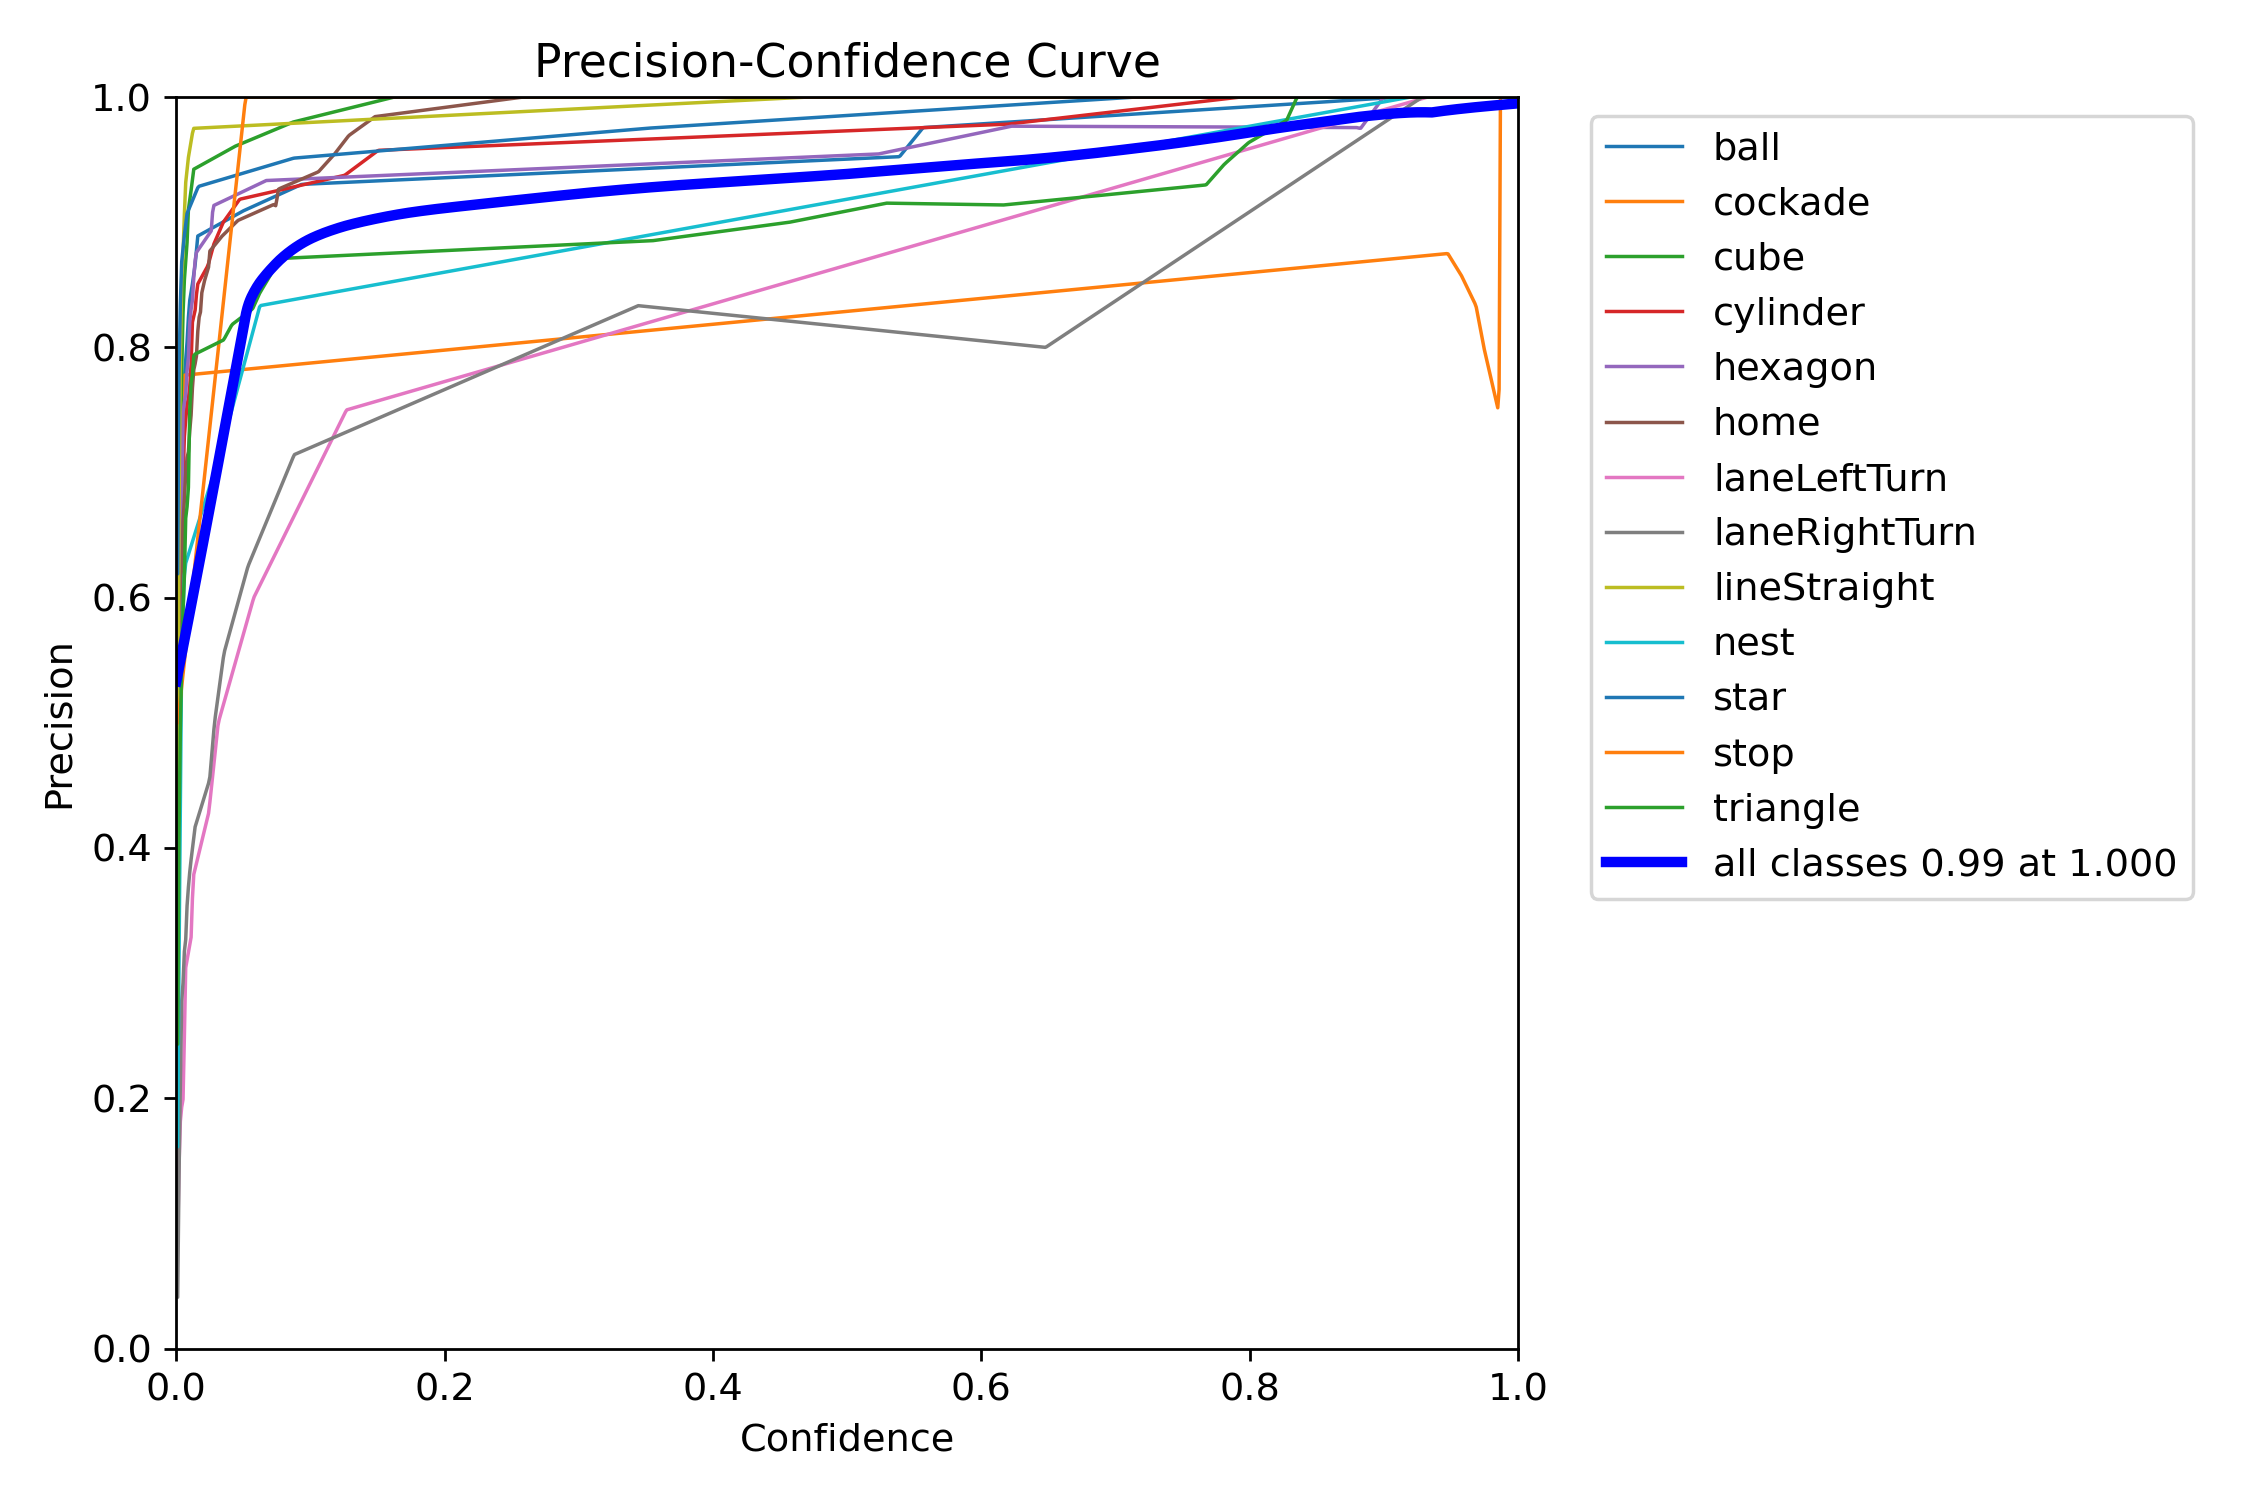 Precision-Confidence Curve
1.0
0.8
0.6
0.4
0.2
0.0
Precision
0.0 0.2 0.4 0.6 0.8 1.0
Confidence
ball
cockade
cube
cylinder
hexagon
home
laneLeftTurn
laneRightTurn
lineStraight
nest
star
stop
triangle
all classes 0.99 at 1.000